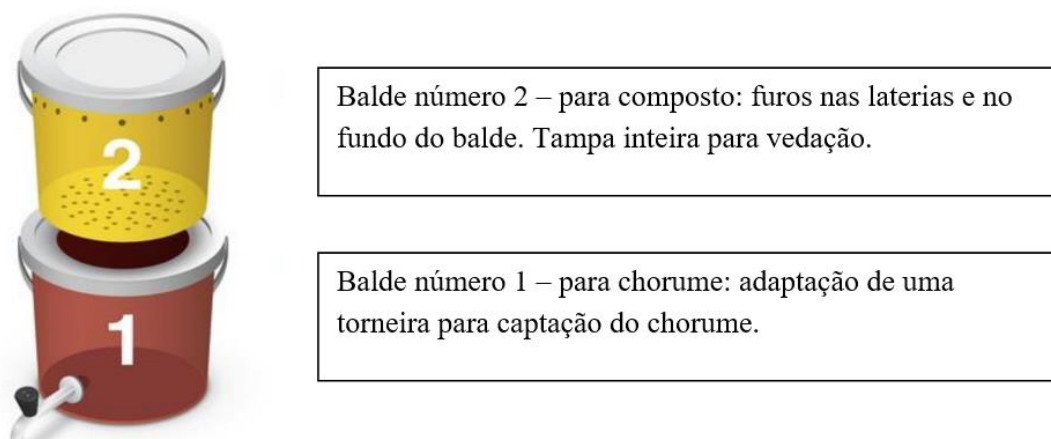 2
Balde número 2 – para composto: furos nas laterias e no
fundo do balde. Tampa inteira para vedação.
1
Balde número 1 – para chorume: adaptação de uma
torneira para captação do chorume.